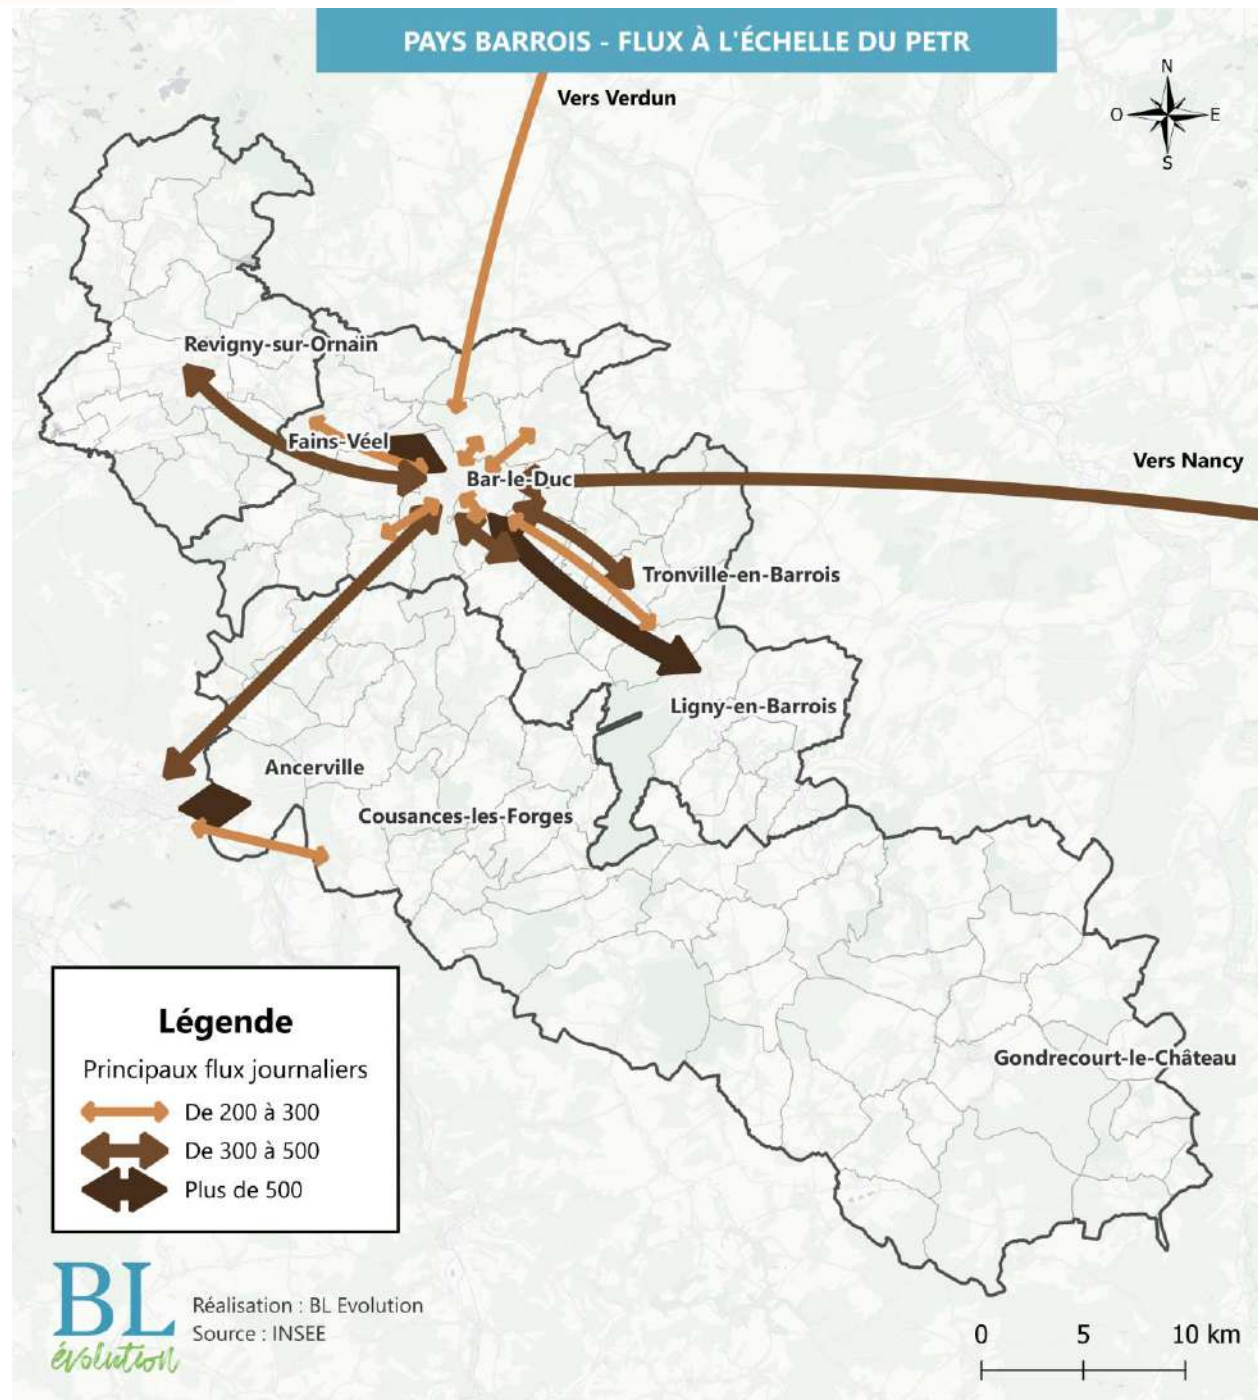 PAYS BARROIS - FLUX À L'ÉCHELLE DU PETR
Vers Verdun
N
O
E
S
Revigny-sur-Ornain
Fains-Véel
Bar-le-Duc
Vers Nancy
Tronville-en-Barrois
Ligny-en-Barrois
Ancerville
Cousances-les-Forges
Gondrecourt-le-Château
Légende
Principaux flux journaliers
De 200 à 300
De 300 à 500
Plus de 500
BL
évolution
Réalisation : BL Evolution
Source : INSEE
0 5 10 km